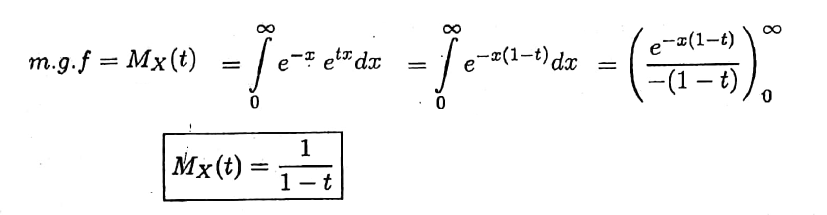 m.g.f = M_X(t) = ∫_0^∞ e^{-x} e^{tx} dx = ∫_0^∞ e^{-x(1-t)} dx = ( e^{-x(1-t)} / -(1-t) )_0^∞
M_X(t) = 1 / (1-t)